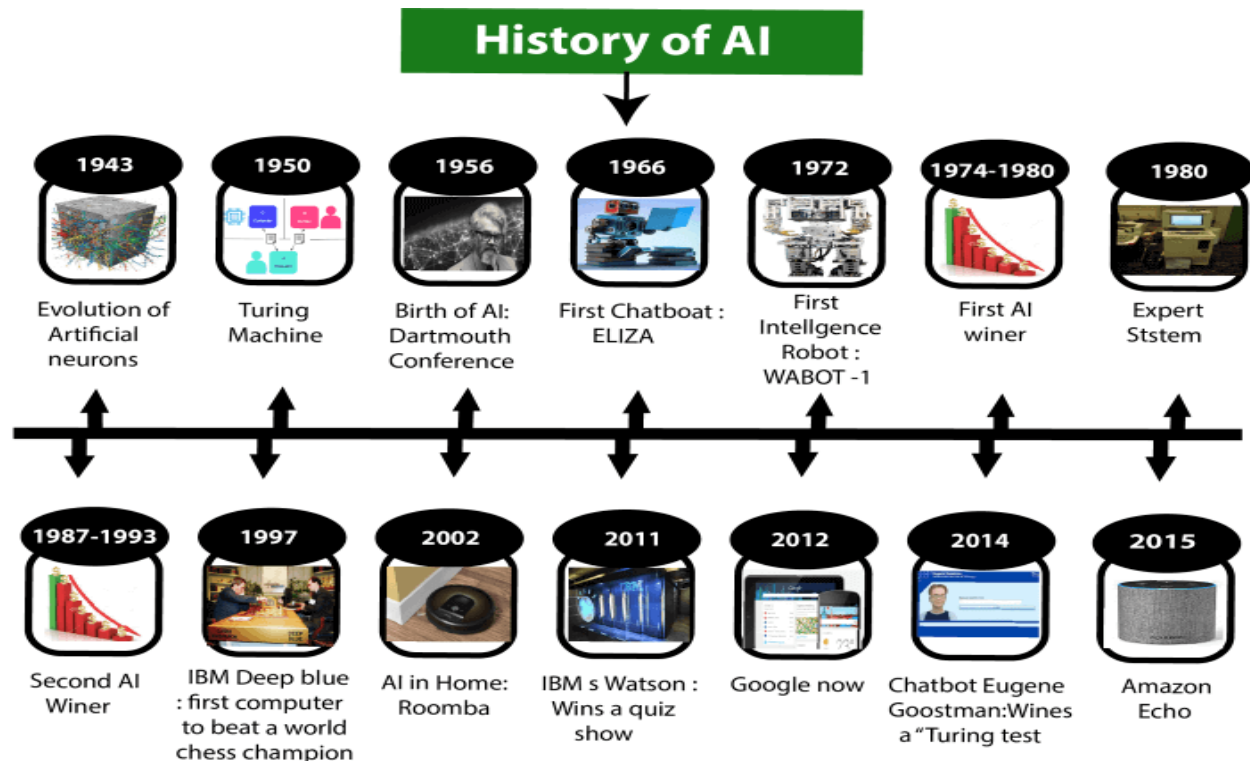 History of AI
1943
1950
1956
1966
1972
1974-1980
1980
Evolution of
Artificial
neurons
Turing
Machine
Birth of AI:
Dartmouth
Conference
First Chatboat :
ELIZA
First
Intellgence
Robot :
WABOT -1
First AI
winer
Expert
Ststem
1987-1993
1997
2002
2011
2012
2014
2015
Second AI
Winer
IBM Deep blue
: first computer
to beat a world
chess champion
AI in Home:
Roomba
IBM s Watson :
Wins a quiz
show
Google now
Chatbot Eugene
Goostman:Wines
a “Turing test
Amazon
Echo